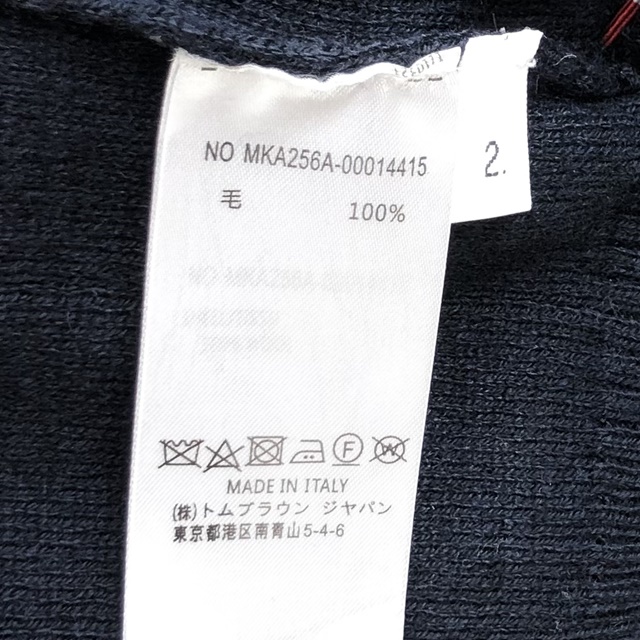 NO MKA256A-00014415
毛 100%
2.
F W
MADE IN ITALY
(株)トムブラウン ジャパン
東京都港区南青山5-4-6